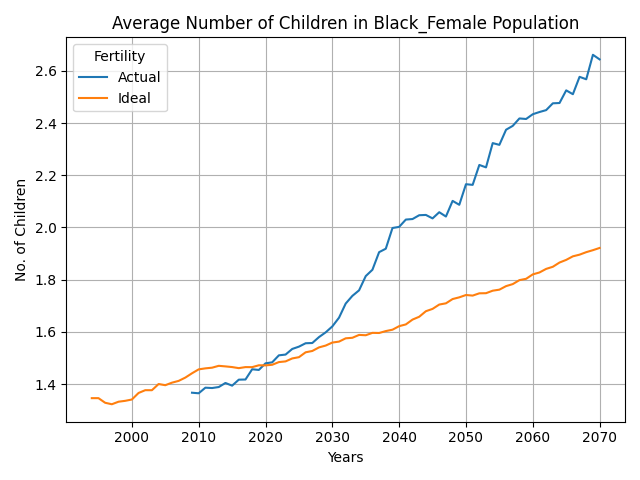 Average Number of Children in Black_Female Population
Fertility
Actual
Ideal
No. of Children
2.6
2.4
2.2
2.0
1.8
1.6
1.4
2000 2010 2020 2030 2040 2050 2060 2070
Years